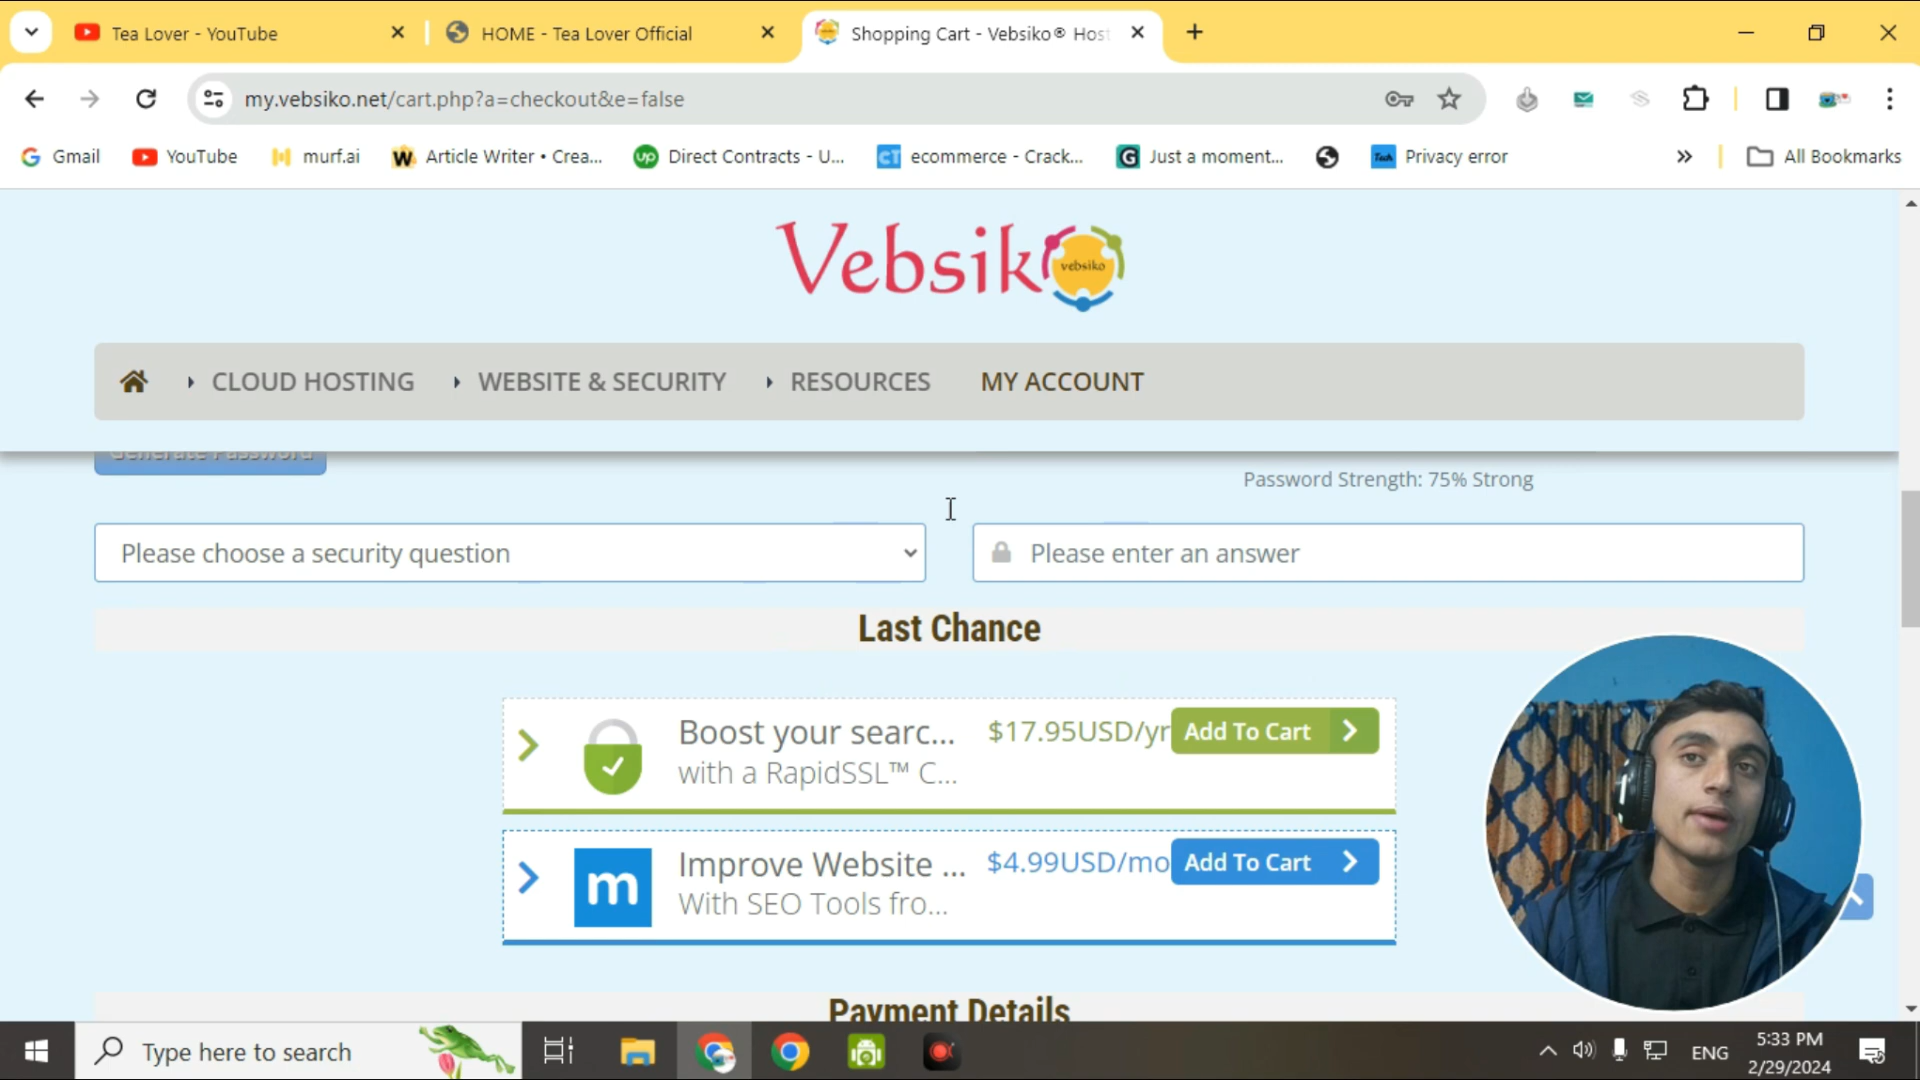 Tea Lover - YouTube
HOME - Tea Lover Official
Shopping Cart - Vebsiko® Host
my.vebsiko.net/cart.php?a=checkout&e=false
Gmail
YouTube
murf.ai
Article Writer • Crea...
Direct Contracts - U...
ecommerce - Crack...
Just a moment...
Privacy error
All Bookmarks
Vebsik
vebsiko
CLOUD HOSTING
WEBSITE & SECURITY
RESOURCES
MY ACCOUNT
Generate Password
Password Strength: 75% Strong
Please choose a security question
Please enter an answer
Last Chance
Boost your searc...
$17.95USD/yr
Add To Cart
with a RapidSSL™ C...
Improve Website ...
$4.99USD/mo
Add To Cart
With SEO Tools fro...
Payment Details
Type here to search
ENG
5:33 PM
2/29/2024